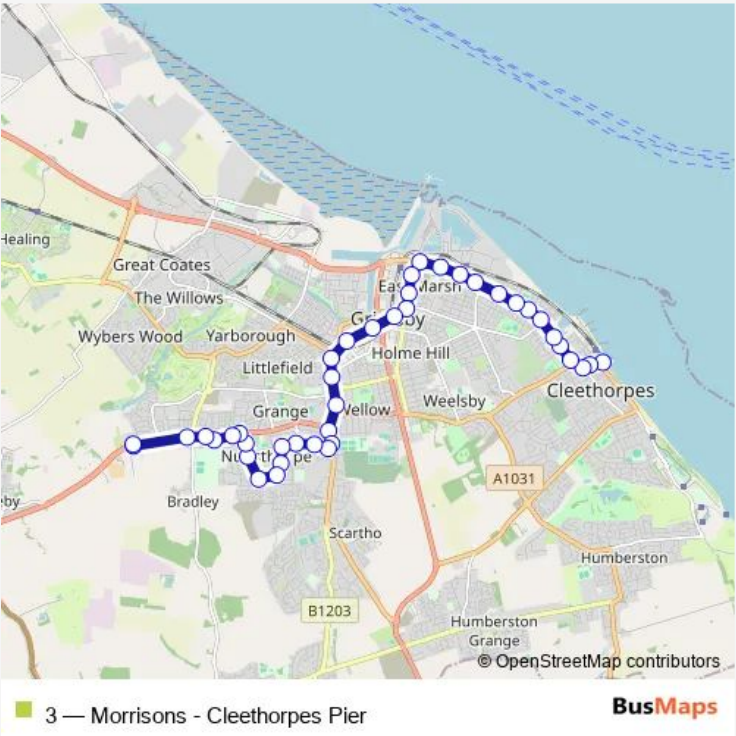 Healing
Great Coates
The Willows
East Marsh
Grimsby
Wybers Wood
Yarborough
Holme Hill
Littlefield
Cleethorpes
Weelsby
Grange
Wellow
Nunsthorpe
A1031
Bradley
Scartho
Humberston
B1203
Humberston
Grange
© OpenStreetMap contributors
3 — Morrisons - Cleethorpes Pier
BusMaps